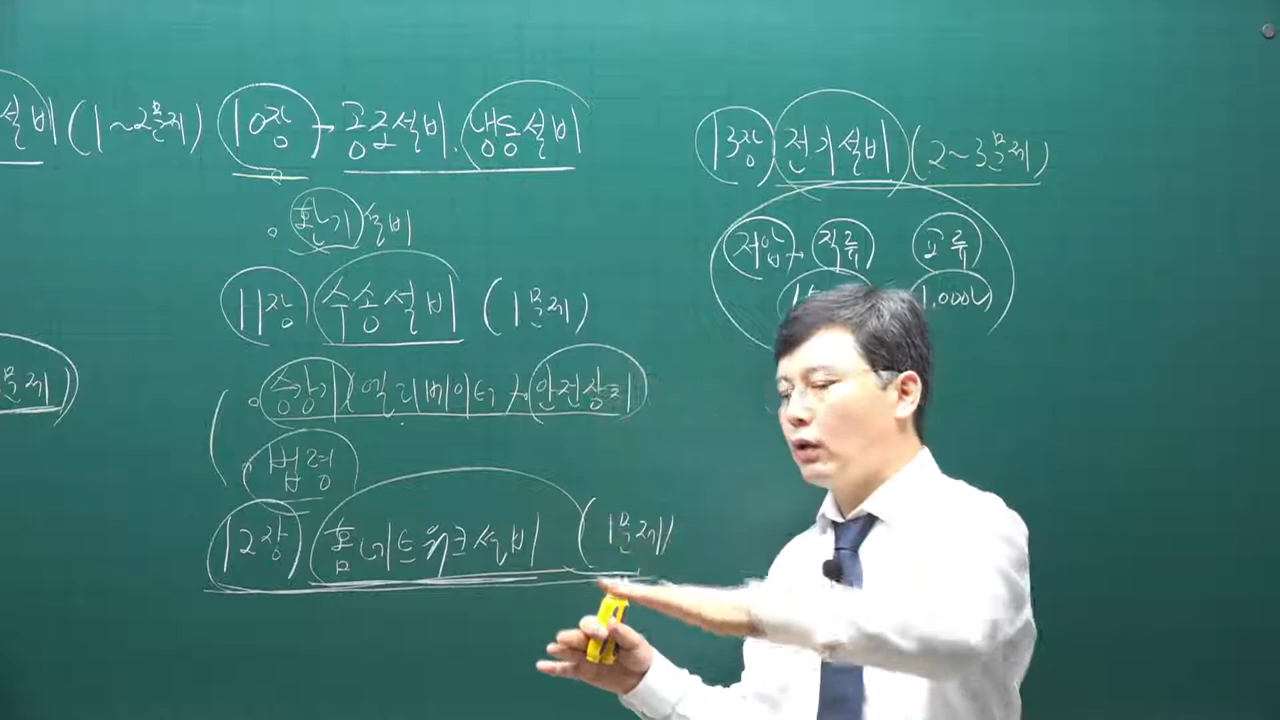 설비 (1~2문제)
10장 → 공조설비. 냉동설비
환기설비
11장 수송설비 (1문제)
승강기(엘리베이터) 안전장치
법령
12장 홈네트워크설비 (1문제)
문제)
13장 전기설비 (2~3문제)
저압 → 직류 교류
1,000V